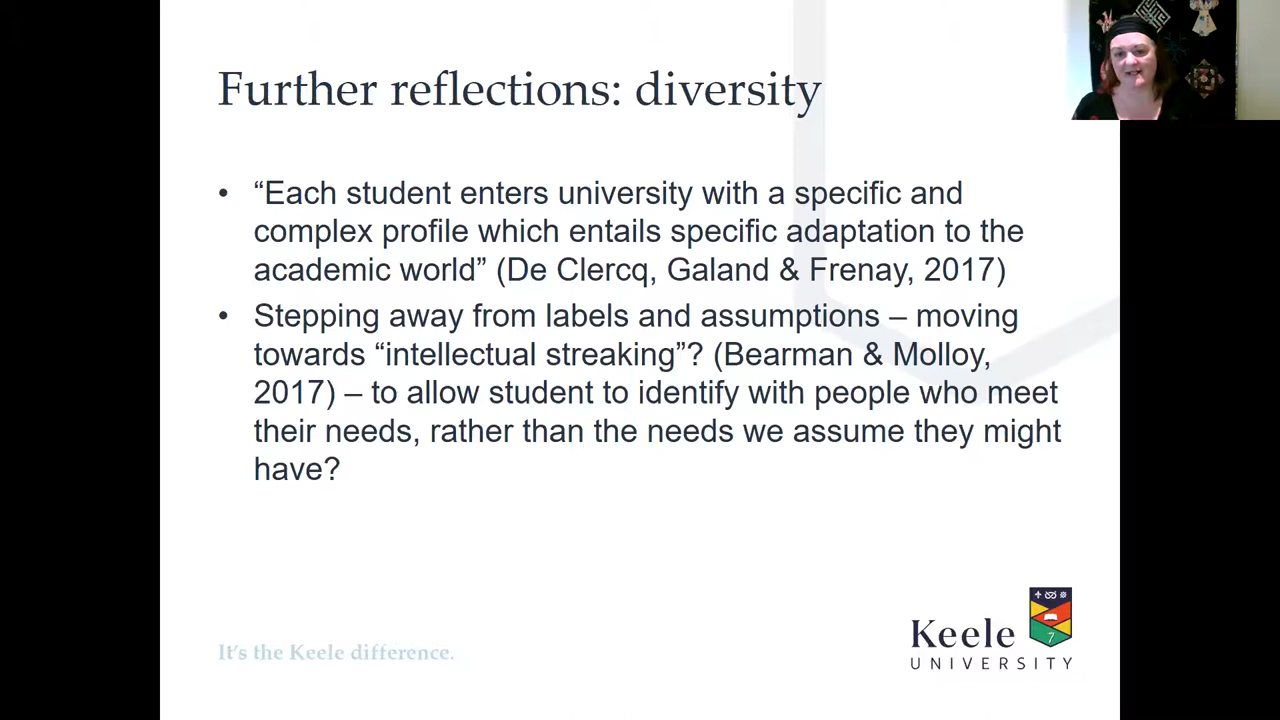 Further reflections: diversity
• “Each student enters university with a specific and
complex profile which entails specific adaptation to the
academic world” (De Clercq, Galand & Frenay, 2017)
• Stepping away from labels and assumptions – moving
towards “intellectual streaking”? (Bearman & Molloy,
2017) – to allow student to identify with people who meet
their needs, rather than the needs we assume they might
have?
It's the Keele difference.
Keele
UNIVERSITY